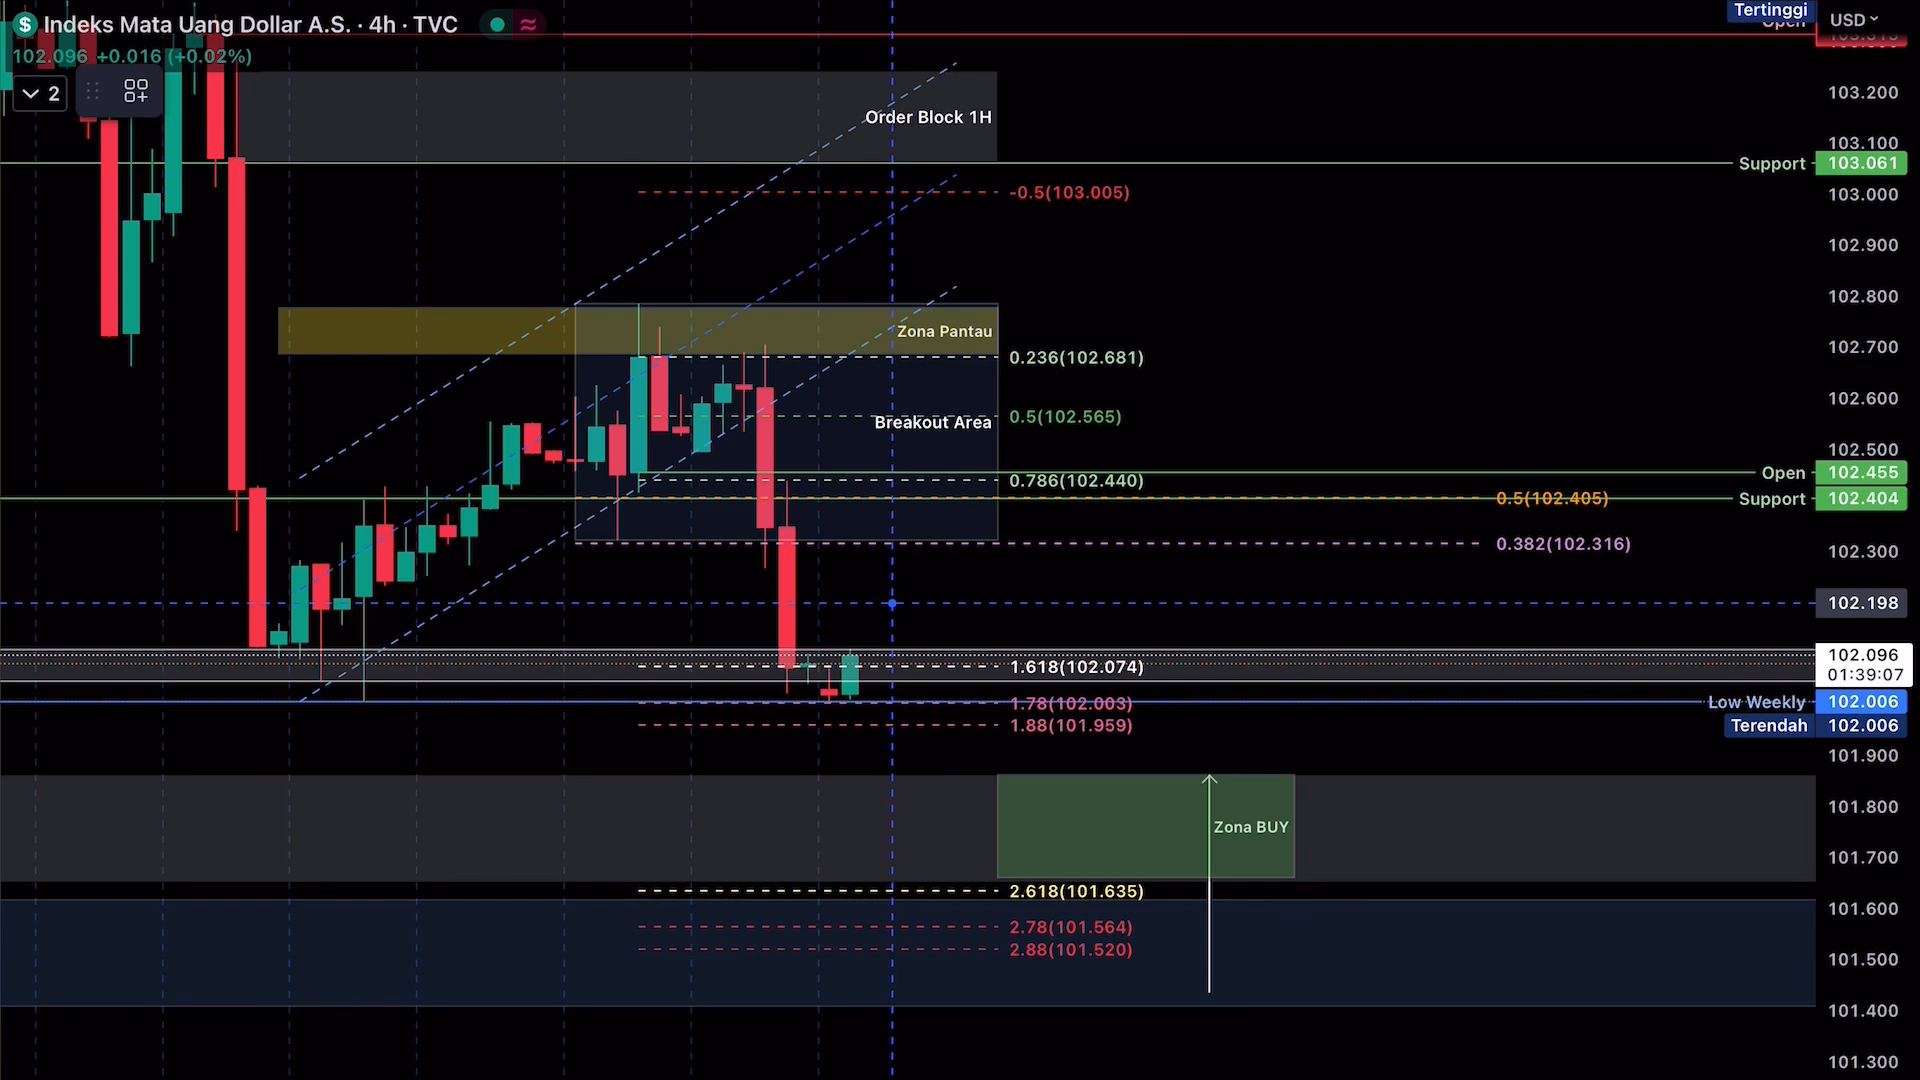 $ Indeks Mata Uang Dollar A.S. · 4h · TVC
102.096 +0.016 (+0.02%)
2
Tertinggi
Open
USD
103.200
103.100
103.000
102.900
102.800
102.700
102.600
102.500
102.300
101.900
101.800
101.700
101.600
101.500
101.400
101.300
Order Block 1H
Support 103.061
-0.5(103.005)
Zona Pantau
0.236(102.681)
0.5(102.565)
Breakout Area
Open 102.455
0.786(102.440)
0.5(102.405)
Support 102.404
0.382(102.316)
102.198
102.096
01:39:07
1.618(102.074)
1.78(102.003)
Low Weekly 102.006
1.88(101.959)
Terendah 102.006
Zona BUY
2.618(101.635)
2.78(101.564)
2.88(101.520)